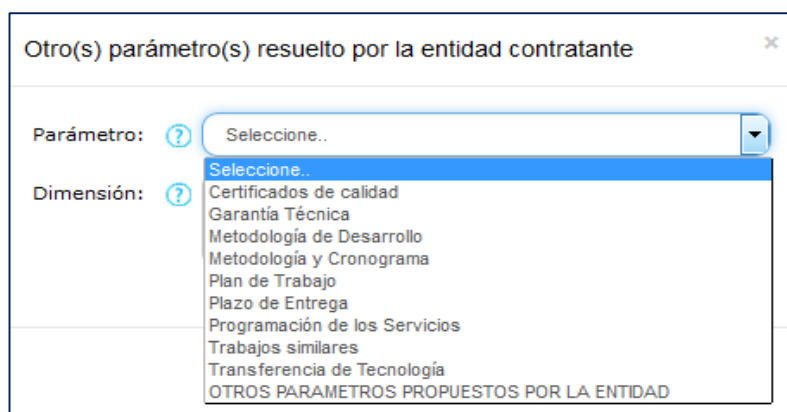 Otro(s) parámetro(s) resuelto por la entidad contratante ×
Parámetro: ? Seleccione..
Seleccione..
Dimensión: ? Certificados de calidad
Garantía Técnica
Metodología de Desarrollo
Metodología y Cronograma
Plan de Trabajo
Plazo de Entrega
Programación de los Servicios
Trabajos similares
Transferencia de Tecnología
OTROS PARAMETROS PROPUESTOS POR LA ENTIDAD